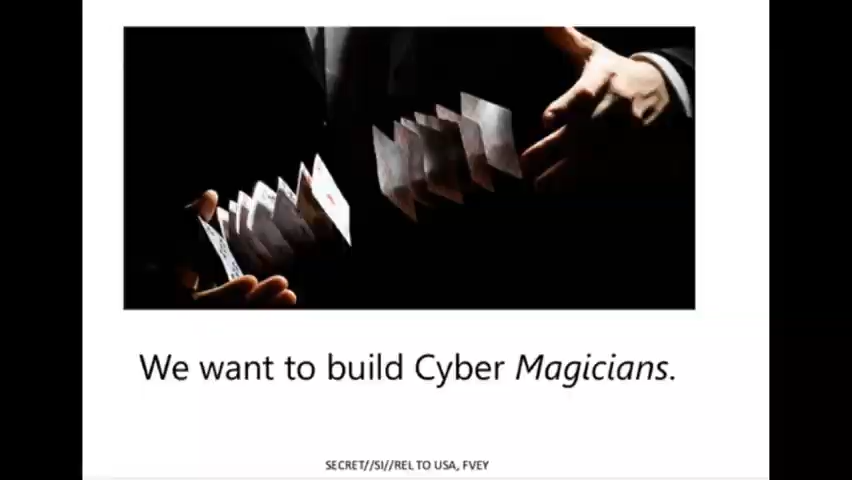 We want to build Cyber Magicians.
SECRET//SI//REL TO USA, FVEY